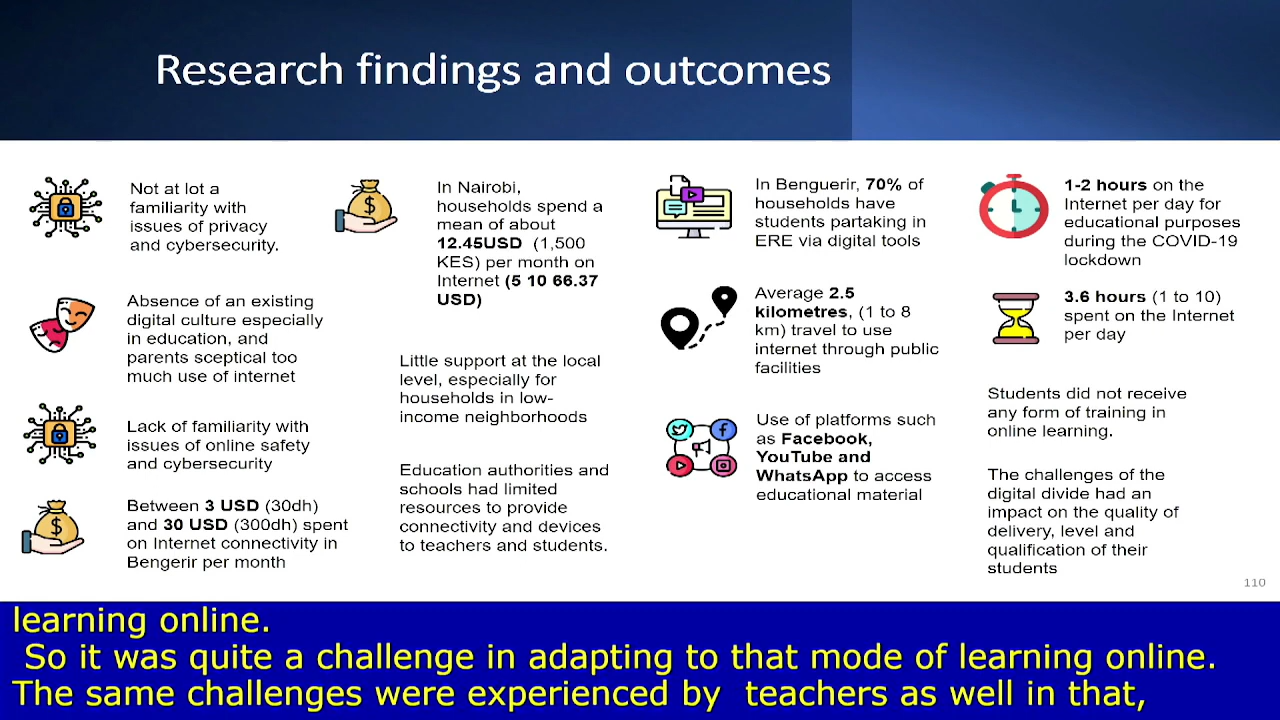 Research findings and outcomes
Not at lot a
familiarity with
issues of privacy
and cybersecurity.
Absence of an existing
digital culture especially
in education, and
parents sceptical too
much use of internet
Lack of familiarity with
issues of online safety
and cybersecurity
Between 3 USD (30dh)
and 30 USD (300dh) spent
on Internet connectivity in
Bengerir per month
In Nairobi,
households spend a
mean of about
12.45USD (1,500
KES) per month on
Internet (5 10 66.37
USD)
Little support at the local
level, especially for
households in low-
income neighborhoods
Education authorities and
schools had limited
resources to provide
connectivity and devices
to teachers and students.
In Benguerir, 70% of
households have
students partaking in
ERE via digital tools
Average 2.5
kilometres, (1 to 8
km) travel to use
internet through public
facilities
Use of platforms such
as Facebook,
YouTube and
WhatsApp to access
educational material
1-2 hours on the
Internet per day for
educational purposes
during the COVID-19
lockdown
3.6 hours (1 to 10)
spent on the Internet
per day
Students did not receive
any form of training in
online learning.
The challenges of the
digital divide had an
impact on the quality of
delivery, level and
qualification of their
students
110
learning online.
So it was quite a challenge in adapting to that mode of learning online.
The same challenges were experienced by teachers as well in that,